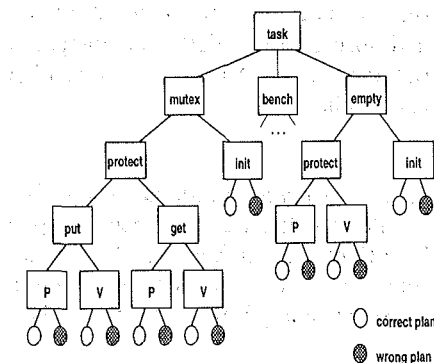 task
mutex
bench
empty
...
protect
init
protect
init
put
get
P
V
P
V
P
V
correct plan
wrong plan